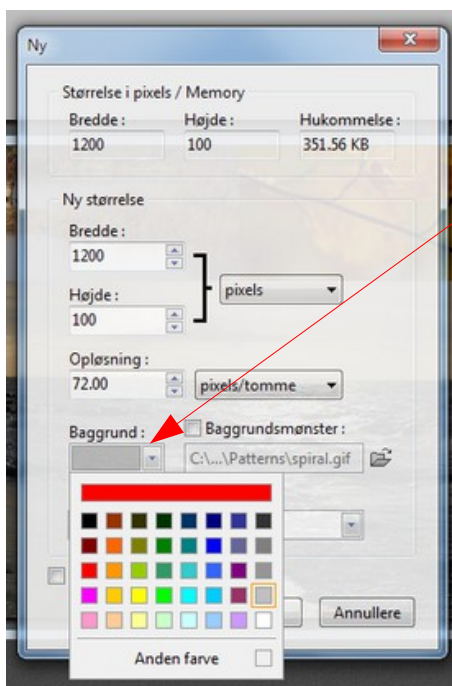 Ny
Størrelse i pixels / Memory
Bredde : Højde : Hukommelse :
1200 100 351.56 KB
Ny størrelse
Bredde :
1200
pixels
Højde :
100
Opløsning :
72.00 pixels/tomme
Baggrund : Baggrundsmønster :
C:\...\Patterns\spiral.gif
Annullere
Anden farve